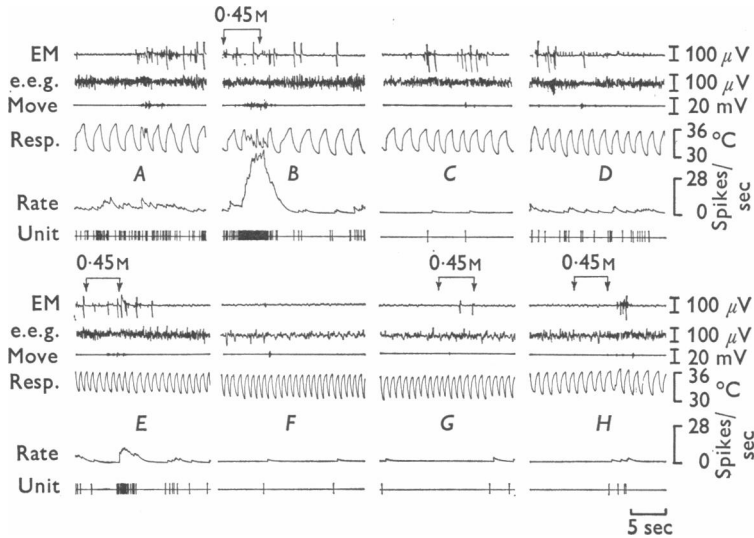 0·45M
EM
I 100 μV
e.e.g.
I 100 μV
Move
I 20 mV
Resp.
36
30
°C
A B C D
28
0
Spikes/
sec
Rate
Unit
0·45M 0·45M 0·45M
EM
I 100 μV
e.e.g.
I 100 μV
Move
I 20 mV
Resp.
36
30
°C
E F G H
28
0
Spikes/
sec
Rate
Unit
5 sec